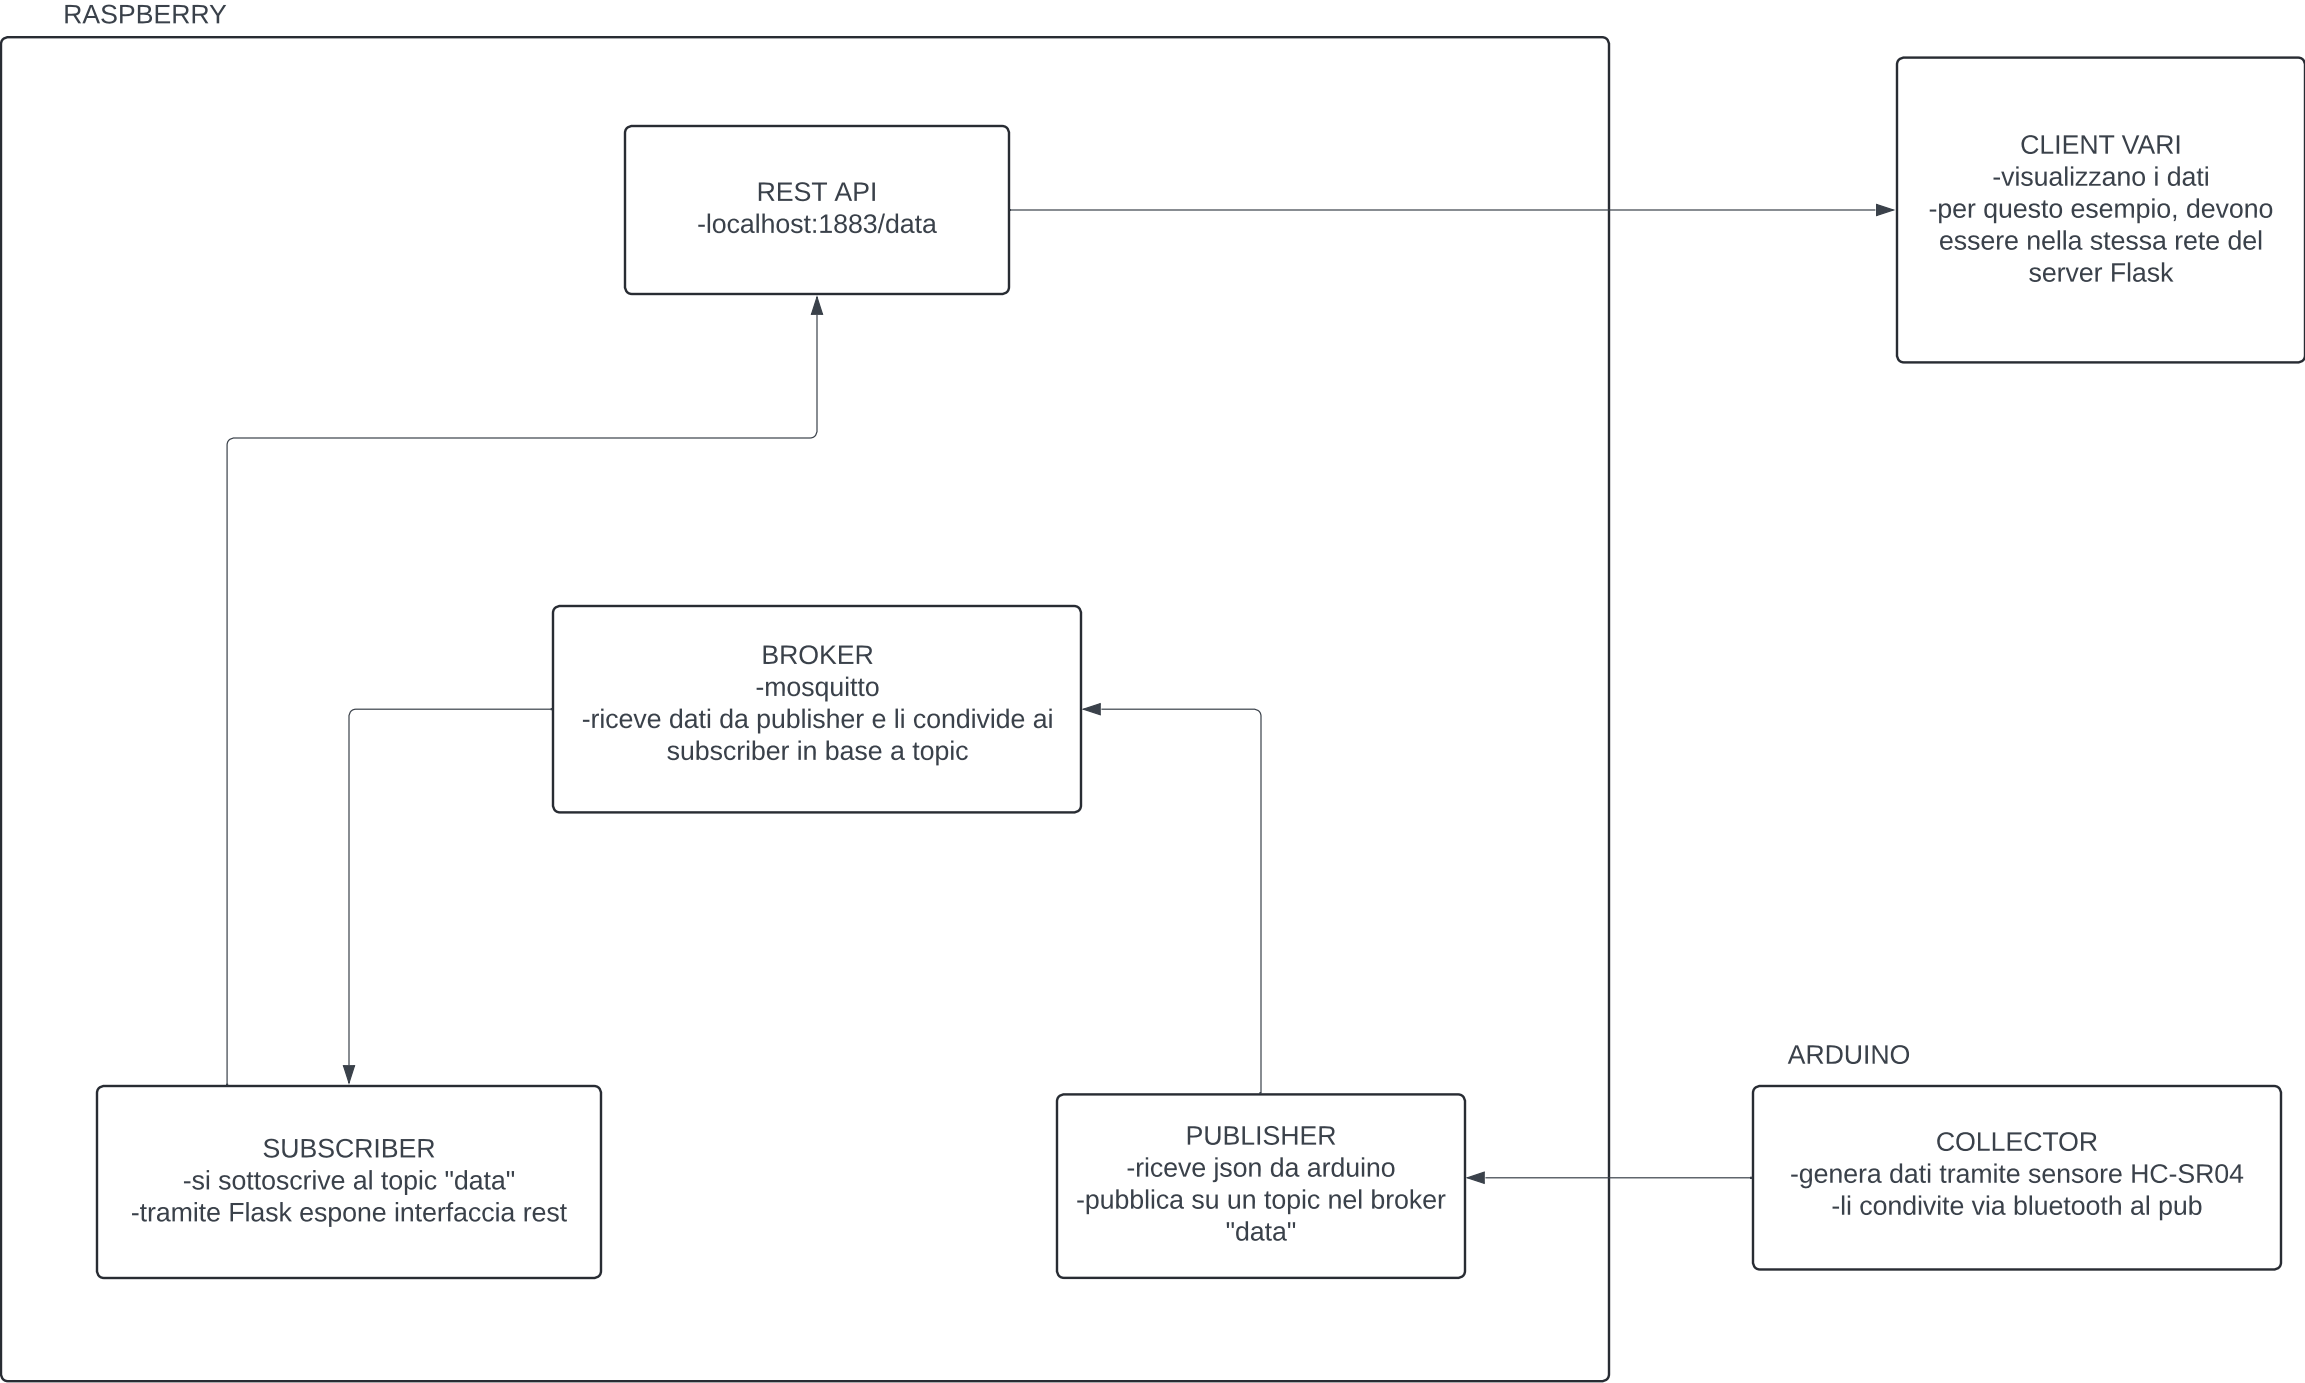 RASPBERRY
REST API
-localhost:1883/data
CLIENT VARI
-visualizzano i dati
-per questo esempio, devono
essere nella stessa rete del
server Flask
BROKER
-mosquitto
-riceve dati da publisher e li condivide ai
subscriber in base a topic
SUBSCRIBER
-si sottoscrive al topic "data"
-tramite Flask espone interfaccia rest
PUBLISHER
-riceve json da arduino
-pubblica su un topic nel broker
"data"
ARDUINO
COLLECTOR
-genera dati tramite sensore HC-SR04
-li condivite via bluetooth al pub